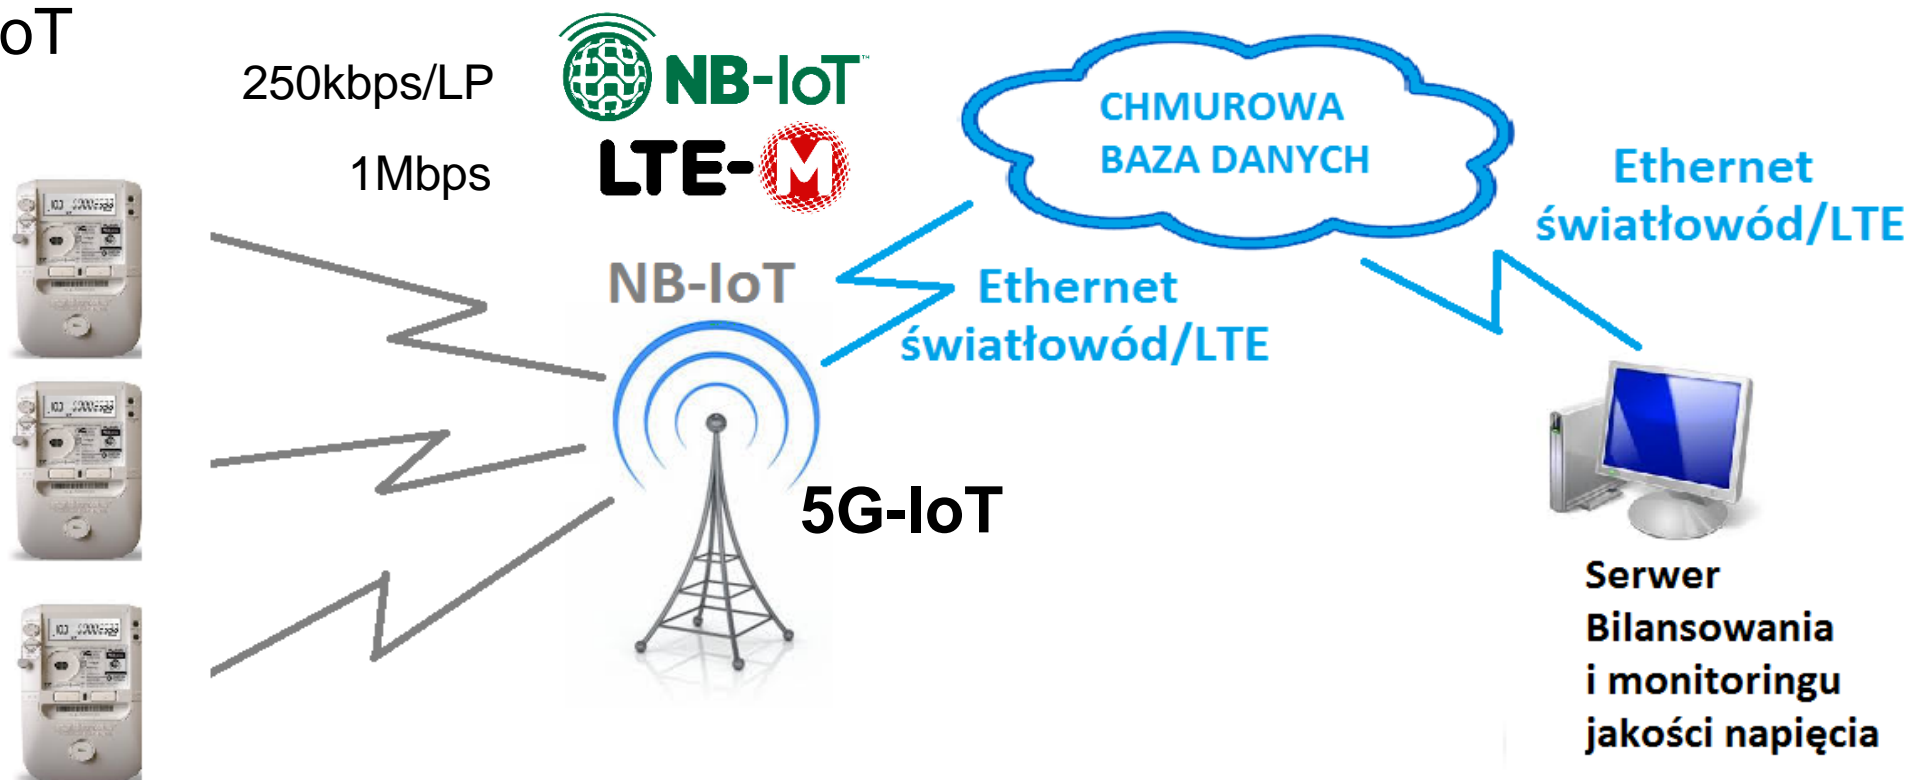 oT
250kbps/LP
NB-IoT™
1Mbps
LTE-M
CHMUROWA
BAZA DANYCH
Ethernet
światłowód/LTE
NB-IoT
Ethernet
światłowód/LTE
5G-IoT
Serwer
Bilansowania
i monitoringu
jakości napięcia